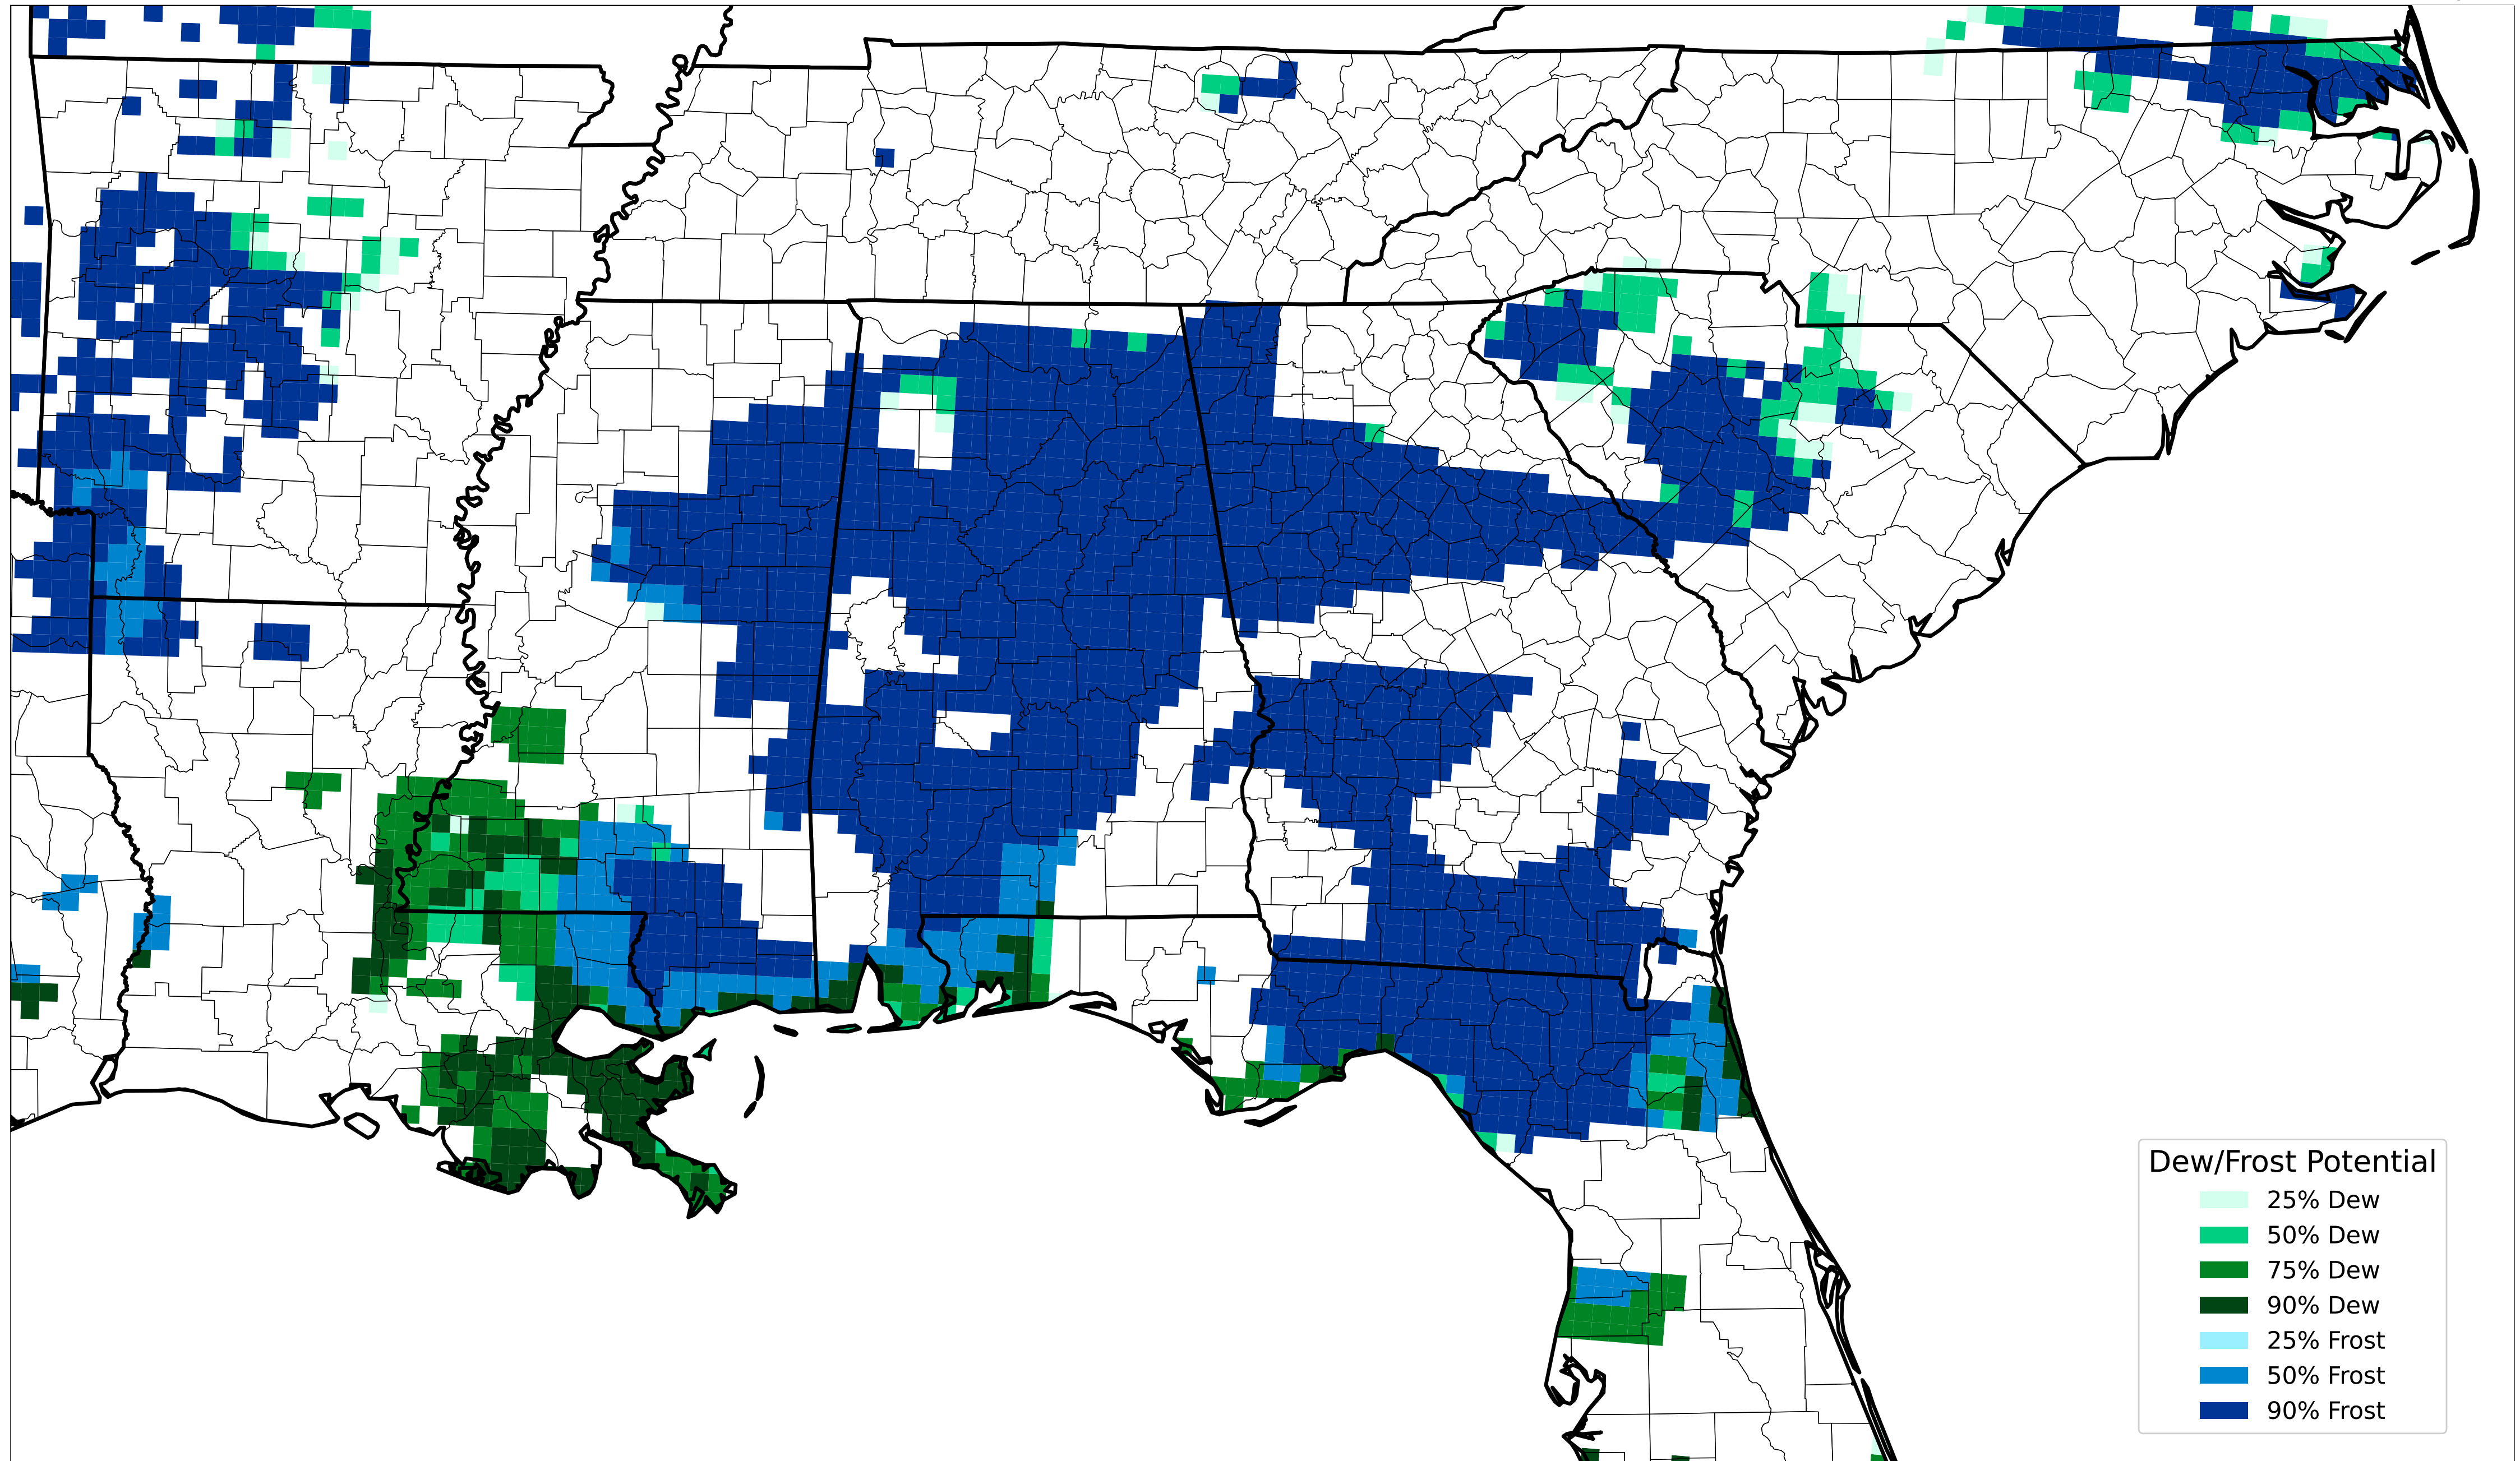 Dew/Frost Potential
25% Dew
50% Dew
75% Dew
90% Dew
25% Frost
50% Frost
90% Frost